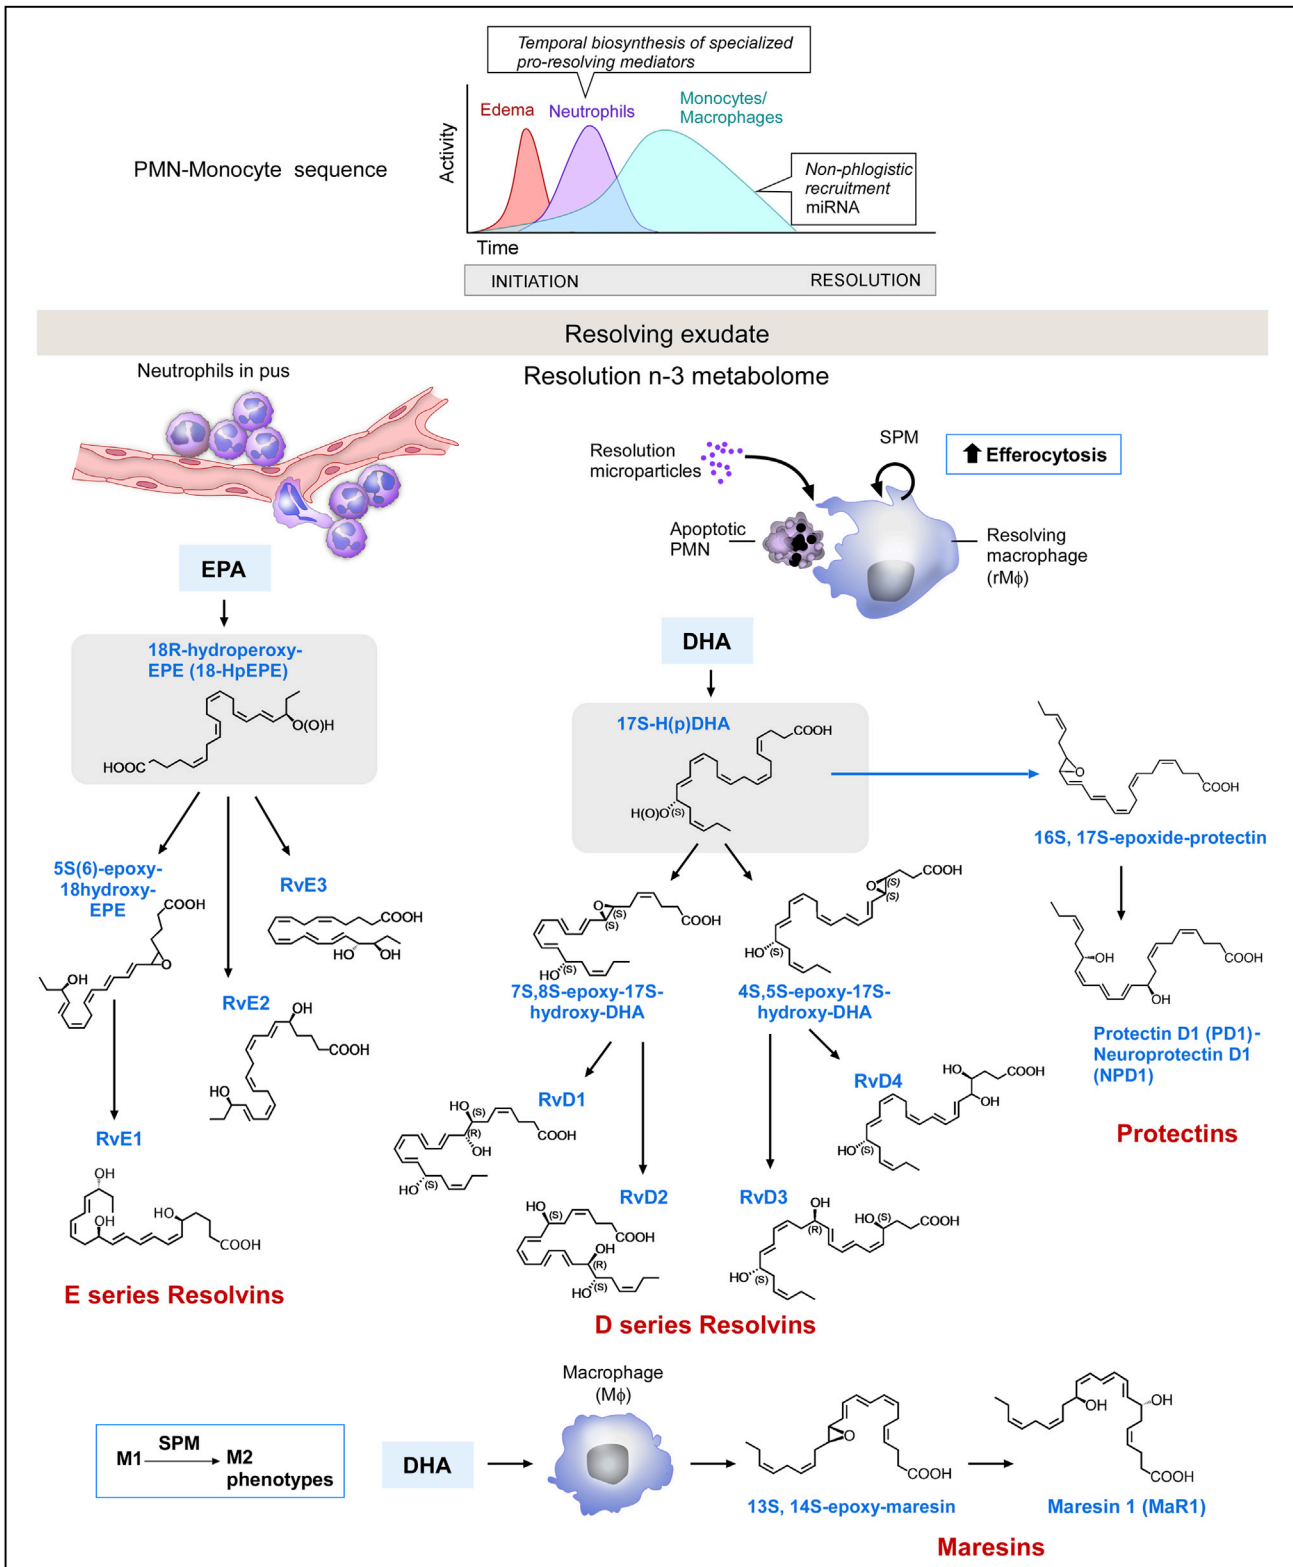 Temporal biosynthesis of specialized
pro-resolving mediators
Edema
Neutrophils
Monocytes/
Macrophages
PMN-Monocyte sequence
Activity
Non-phlogistic
recruitment
miRNA
Time
INITIATION
RESOLUTION
Resolving exudate
Neutrophils in pus
Resolution n-3 metabolome
SPM
Efferocytosis
Resolution
microparticles
Apoptotic
PMN
Resolving
macrophage
(rMϕ)
EPA
DHA
18R-hydroperoxy-
EPE (18-HpEPE)
O(O)H
HOOC
17S-H(p)DHA
COOH
H(O)O
(S)
O
COOH
16S, 17S-epoxide-protectin
5S(6)-epoxy-
18hydroxy-
EPE
COOH
OH
O
RvE3
COOH
HO
OH
O
(S)
(S)
COOH
OH
(S)
7S,8S-epoxy-17S-
hydroxy-DHA
O
(S)
(S)
COOH
HO
(S)
4S,5S-epoxy-17S-
hydroxy-DHA
OH
COOH
OH
Protectin D1 (PD1)-
Neuroprotectin D1
(NPD1)
Protectins
RvE2
OH
COOH
HO
RvE1
OH
OH
OH
COOH
E series Resolvins
RvD1
HO
(S)
(R)
OH
COOH
HO
(S)
RvD4
HO
COOH
OH
HO
(S)
RvD2
HO
(S)
COOH
OH
(R)
HO
(S)
RvD3
OH
(R)
HO
(S)
COOH
HO
(S)
D series Resolvins
Macrophage
(Mϕ)
M1
SPM
M2
phenotypes
DHA
O
COOH
13S, 14S-epoxy-maresin
OH
OH
COOH
Maresin 1 (MaR1)
Maresins